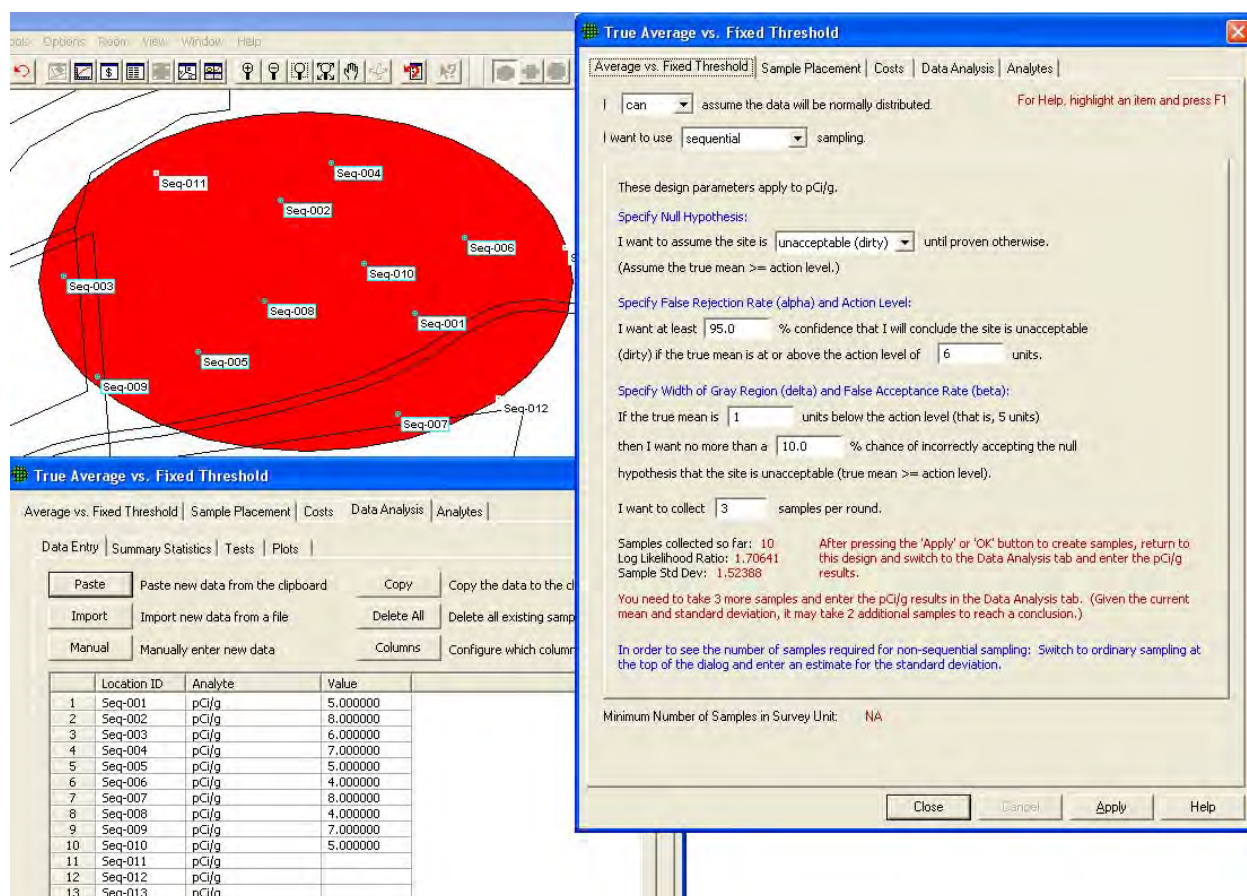 Options Room View Window Help
Seq-004
Seq-011
Seq-002
Seq-006
Seq-010
Seq-003
Seq-008
Seq-001
Seq-005
Seq-009
Seq-012
Seq-007
True Average vs. Fixed Threshold
Average vs. Fixed Threshold Sample Placement Costs Data Analysis Analytes
Data Entry Summary Statistics Tests Plots
Paste Paste new data from the clipboard Copy Copy the data to the cl
Import Import new data from a file Delete All Delete all existing samp
Manual Manually enter new data Columns Configure which column
Location ID Analyte Value
1 Seq-001 pCi/g 5.000000
2 Seq-002 pCi/g 8.000000
3 Seq-003 pCi/g 6.000000
4 Seq-004 pCi/g 7.000000
5 Seq-005 pCi/g 5.000000
6 Seq-006 pCi/g 4.000000
7 Seq-007 pCi/g 8.000000
8 Seq-008 pCi/g 4.000000
9 Seq-009 pCi/g 7.000000
10 Seq-010 pCi/g 5.000000
11 Seq-011 pCi/g
12 Seq-012 pCi/g
13 Seq-013 pCi/g
True Average vs. Fixed Threshold
Average vs. Fixed Threshold Sample Placement Costs Data Analysis Analytes
I can assume the data will be normally distributed. For Help, highlight an item and press F1
I want to use sequential sampling.
These design parameters apply to pCi/g.
Specify Null Hypothesis:
I want to assume the site is unacceptable (dirty) until proven otherwise.
(Assume the true mean >= action level.)
Specify False Rejection Rate (alpha) and Action Level:
I want at least 95.0 % confidence that I will conclude the site is unacceptable
(dirty) if the true mean is at or above the action level of 6 units.
Specify Width of Gray Region (delta) and False Acceptance Rate (beta):
If the true mean is 1 units below the action level (that is, 5 units)
then I want no more than a 10.0 % chance of incorrectly accepting the null
hypothesis that the site is unacceptable (true mean >= action level).
I want to collect 3 samples per round.
Samples collected so far: 10 After pressing the 'Apply' or 'OK' button to create samples, return to
Log Likelihood Ratio: 1.70641 this design and switch to the Data Analysis tab and enter the pCi/g
Sample Std Dev: 1.52388 results.
You need to take 3 more samples and enter the pCi/g results in the Data Analysis tab. (Given the current
mean and standard deviation, it may take 2 additional samples to reach a conclusion.)
In order to see the number of samples required for non-sequential sampling: Switch to ordinary sampling at
the top of the dialog and enter an estimate for the standard deviation.
Minimum Number of Samples in Survey Unit: NA
Close Cancel Apply Help